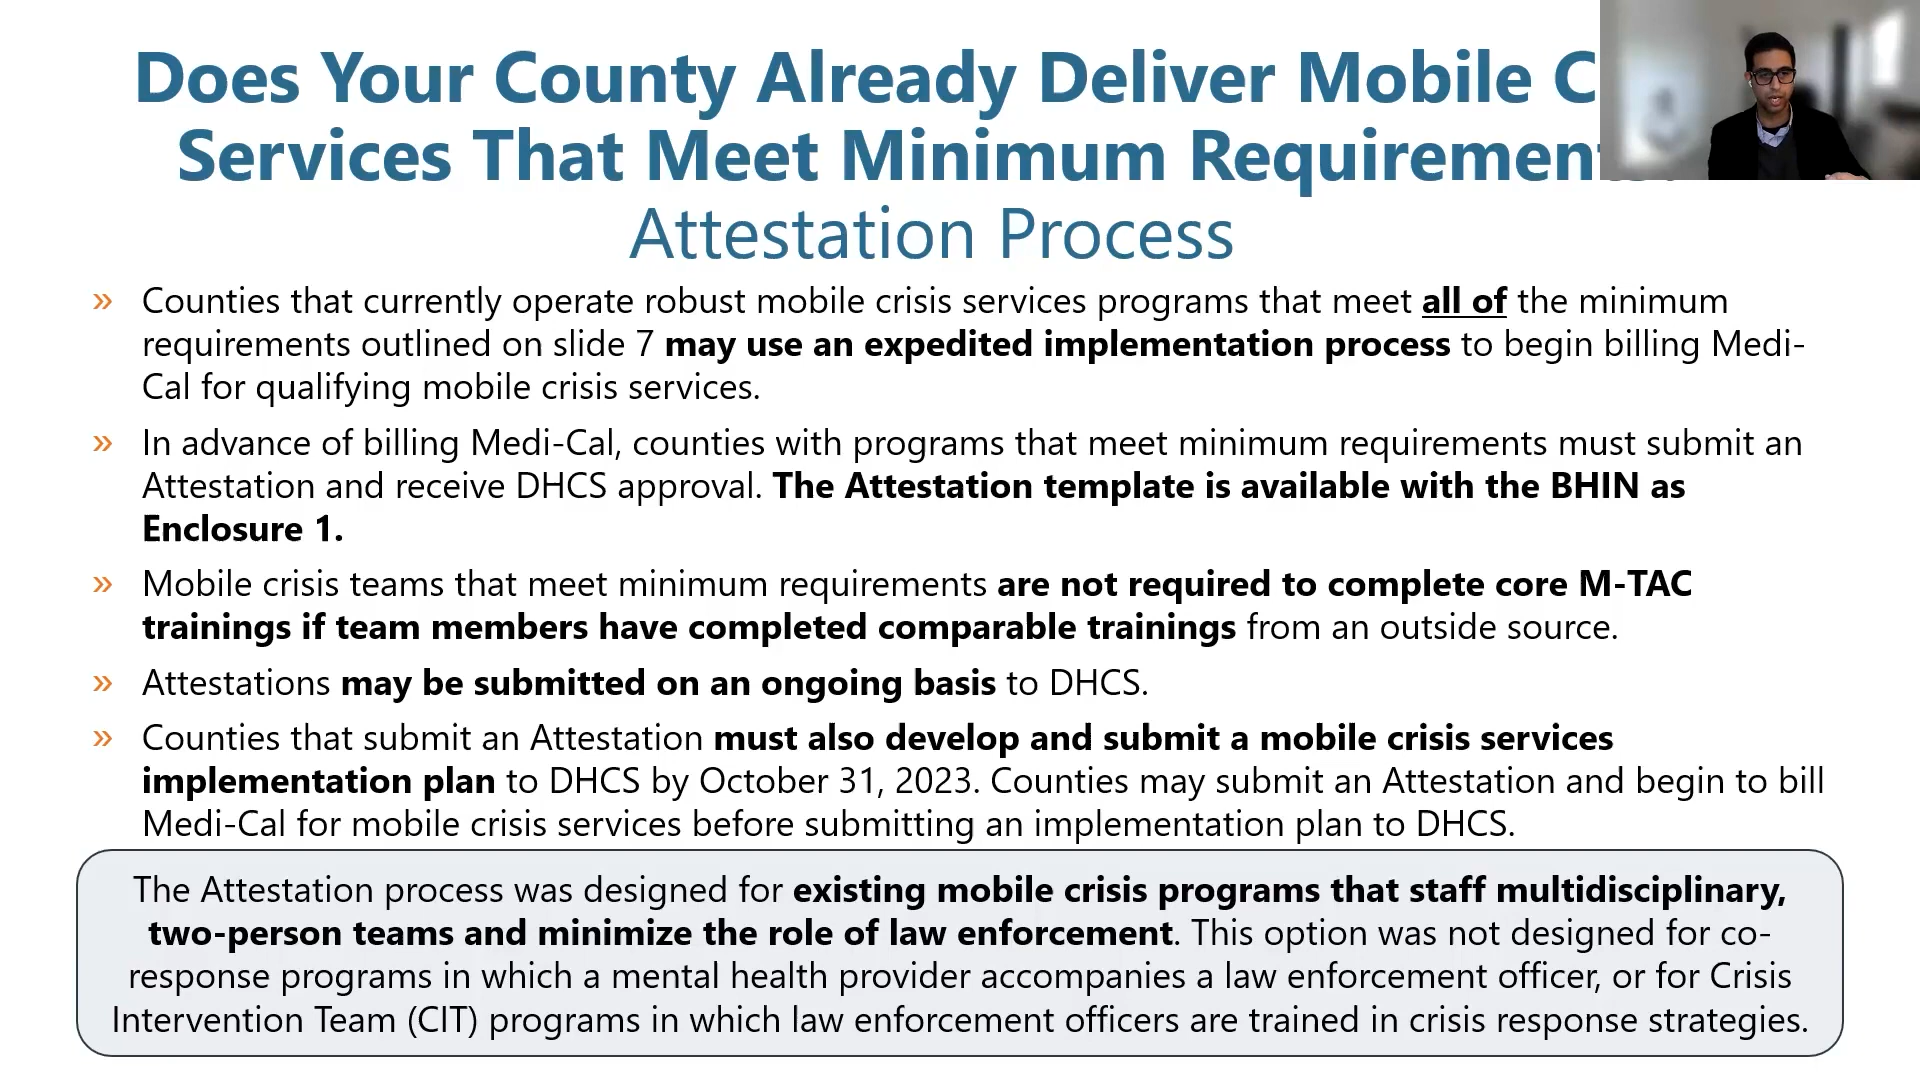 Does Your County Already Deliver Mobile C
Services That Meet Minimum Requirement
Attestation Process
» Counties that currently operate robust mobile crisis services programs that meet all of the minimum
requirements outlined on slide 7 may use an expedited implementation process to begin billing Medi-
Cal for qualifying mobile crisis services.
» In advance of billing Medi-Cal, counties with programs that meet minimum requirements must submit an
Attestation and receive DHCS approval. The Attestation template is available with the BHIN as
Enclosure 1.
» Mobile crisis teams that meet minimum requirements are not required to complete core M-TAC
trainings if team members have completed comparable trainings from an outside source.
» Attestations may be submitted on an ongoing basis to DHCS.
» Counties that submit an Attestation must also develop and submit a mobile crisis services
implementation plan to DHCS by October 31, 2023. Counties may submit an Attestation and begin to bill
Medi-Cal for mobile crisis services before submitting an implementation plan to DHCS.
The Attestation process was designed for existing mobile crisis programs that staff multidisciplinary,
two-person teams and minimize the role of law enforcement. This option was not designed for co-
response programs in which a mental health provider accompanies a law enforcement officer, or for Crisis
Intervention Team (CIT) programs in which law enforcement officers are trained in crisis response strategies.